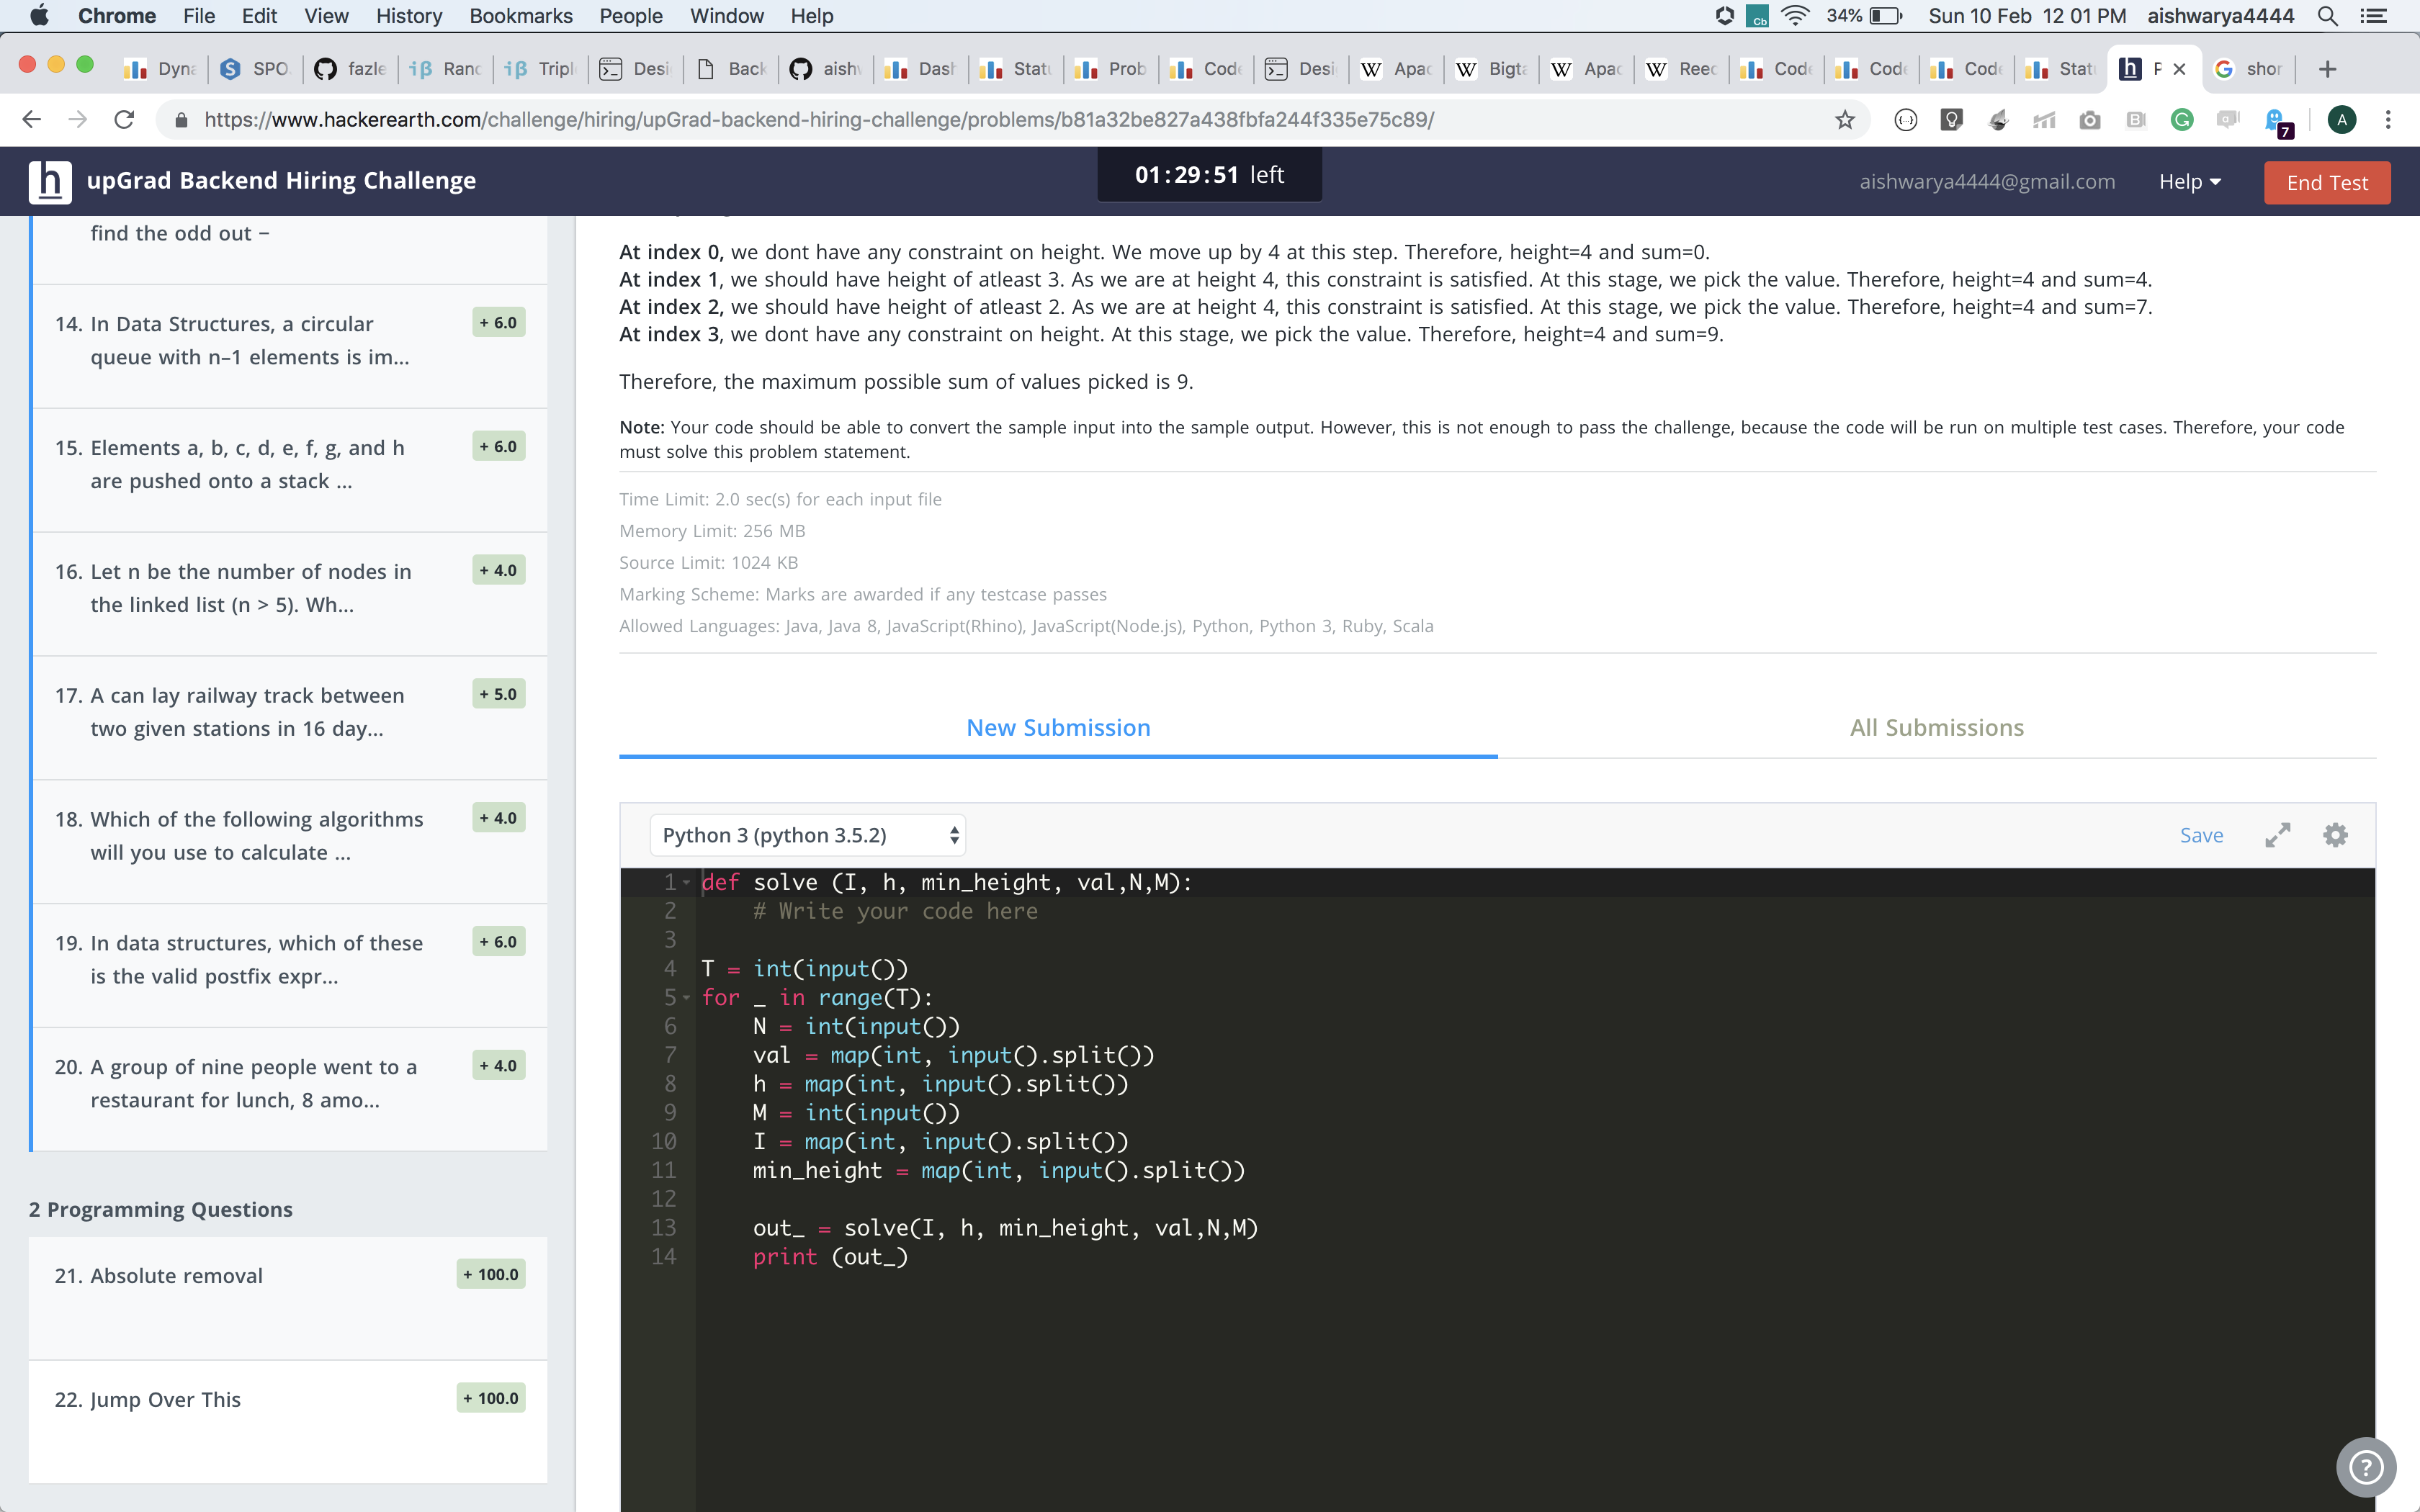 Chrome File Edit View History Bookmarks People Window Help
Cb 34% Sun 10 Feb 12 01 PM aishwarya4444
Dyna SPO fazle Ranc Tripl Desi Back aish Dash Stat Prob Code Desi Apac Bigta Apac Reec Code Code Code Stat P shor
https://www.hackerearth.com/challenge/hiring/upGrad-backend-hiring-challenge/problems/b81a32be827a438fbfa244f335e75c89/
7 A
h upGrad Backend Hiring Challenge
01:29:51 left
aishwarya4444@gmail.com Help End Test
find the odd out –
14. In Data Structures, a circular + 6.0
queue with n–1 elements is im...
15. Elements a, b, c, d, e, f, g, and h + 6.0
are pushed onto a stack ...
16. Let n be the number of nodes in + 4.0
the linked list (n > 5). Wh...
17. A can lay railway track between + 5.0
two given stations in 16 day...
18. Which of the following algorithms + 4.0
will you use to calculate ...
19. In data structures, which of these + 6.0
is the valid postfix expr...
20. A group of nine people went to a + 4.0
restaurant for lunch, 8 amo...
2 Programming Questions
21. Absolute removal + 100.0
22. Jump Over This + 100.0
At index 0, we dont have any constraint on height. We move up by 4 at this step. Therefore, height=4 and sum=0.
At index 1, we should have height of atleast 3. As we are at height 4, this constraint is satisfied. At this stage, we pick the value. Therefore, height=4 and sum=4.
At index 2, we should have height of atleast 2. As we are at height 4, this constraint is satisfied. At this stage, we pick the value. Therefore, height=4 and sum=7.
At index 3, we dont have any constraint on height. At this stage, we pick the value. Therefore, height=4 and sum=9.
Therefore, the maximum possible sum of values picked is 9.
Note: Your code should be able to convert the sample input into the sample output. However, this is not enough to pass the challenge, because the code will be run on multiple test cases. Therefore, your code
must solve this problem statement.
Time Limit: 2.0 sec(s) for each input file
Memory Limit: 256 MB
Source Limit: 1024 KB
Marking Scheme: Marks are awarded if any testcase passes
Allowed Languages: Java, Java 8, JavaScript(Rhino), JavaScript(Node.js), Python, Python 3, Ruby, Scala
New Submission All Submissions
Python 3 (python 3.5.2) Save
1 def solve (I, h, min_height, val,N,M):
2 # Write your code here
3
4 T = int(input())
5 for _ in range(T):
6 N = int(input())
7 val = map(int, input().split())
8 h = map(int, input().split())
9 M = int(input())
10 I = map(int, input().split())
11 min_height = map(int, input().split())
12
13 out_ = solve(I, h, min_height, val,N,M)
14 print (out_)
?